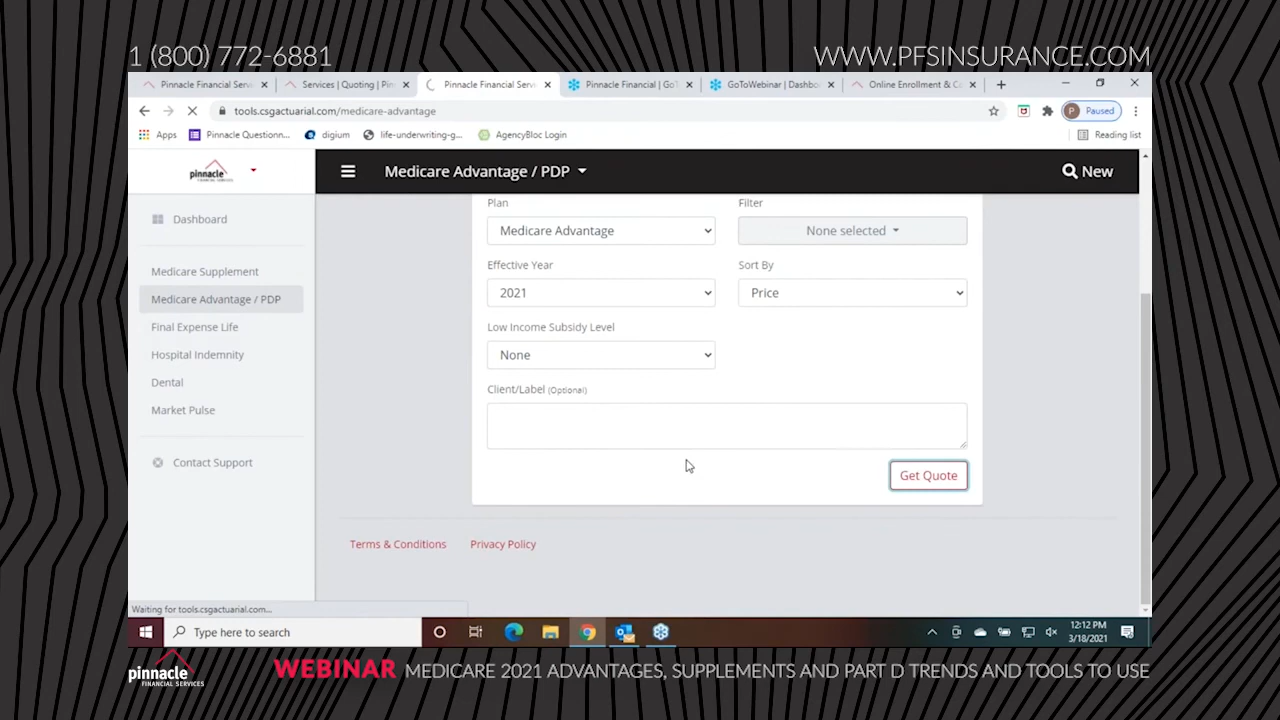 1 (800) 772-6881
WWW.PFSINSURANCE.COM
Pinnacle Financial Servi
Services | Quoting | Pin
Pinnacle Financial Servi
Pinnacle Financial | GoT
GoToWebinar | Dashbo
Online Enrollment & C
tools.csgactuarial.com/medicare-advantage
Paused
Apps
Pinnacle Questionn...
digium
life-underwriting-g...
AgencyBloc Login
Reading list
pinnacle
FINANCIAL SERVICES
Medicare Advantage / PDP
New
Dashboard
Medicare Supplement
Medicare Advantage / PDP
Final Expense Life
Hospital Indemnity
Dental
Market Pulse
Contact Support
Plan
Filter
Medicare Advantage
None selected
Effective Year
Sort By
2021
Price
Low Income Subsidy Level
None
Client/Label (Optional)
Get Quote
Terms & Conditions
Privacy Policy
Waiting for tools.csgactuarial.com...
Type here to search
12:12 PM
3/18/2021
pinnacle
FINANCIAL SERVICES
WEBINAR MEDICARE 2021 ADVANTAGES, SUPPLEMENTS AND PART D TRENDS AND TOOLS TO USE